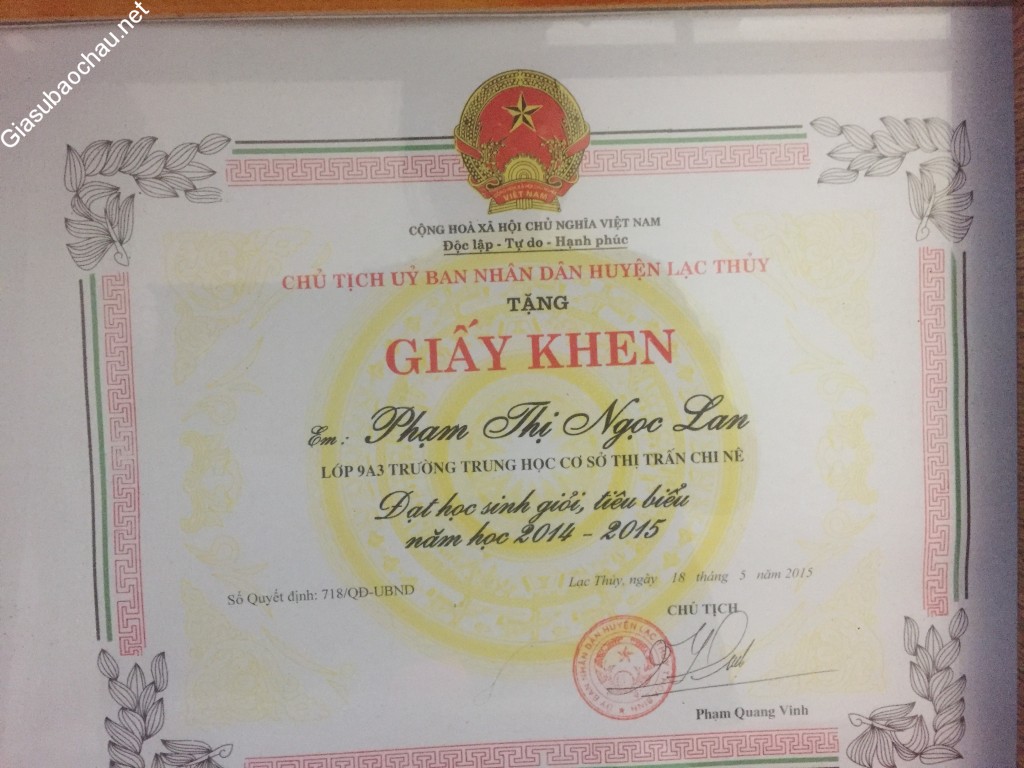 Giasubaochau.net
VIỆT NAM
CỘNG HOÀ XÃ HỘI CHỦ NGHĨA VIỆT NAM
Độc lập - Tự do - Hạnh phúc
CHỦ TỊCH UỶ BAN NHÂN DÂN HUYỆN LẠC THỦY
TẶNG
GIẤY KHEN
Em: Phạm Thị Ngọc Lan
LỚP 9A3 TRƯỜNG TRUNG HỌC CƠ SỞ THỊ TRẤN CHI NÊ
Đạt học sinh giỏi, tiêu biểu
năm học 2014 - 2015
Lạc Thủy, ngày 18 tháng 5 năm 2015
Số Quyết định: 718/QĐ-UBND
CHỦ TỊCH
Phạm Quang Vinh